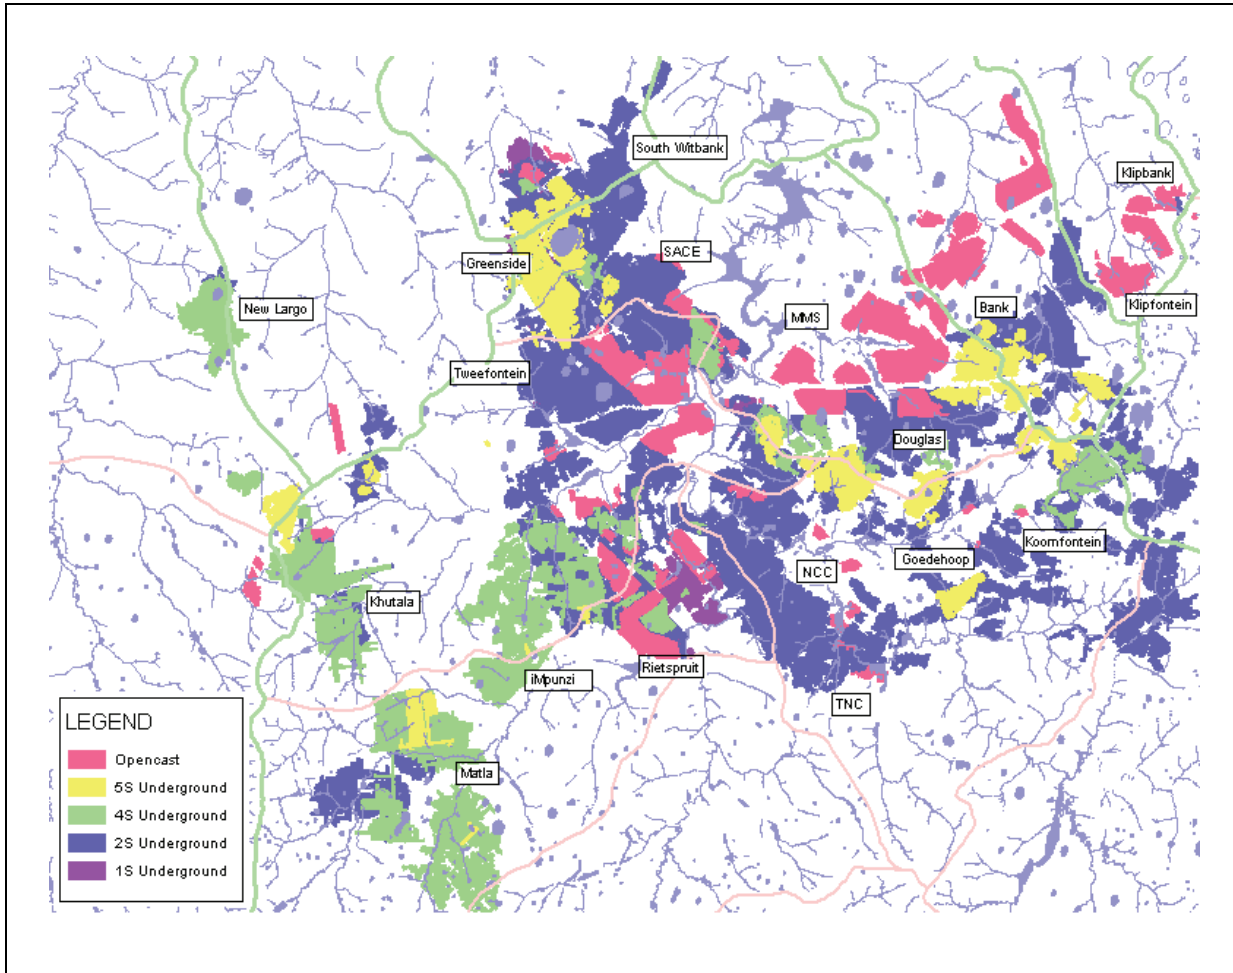 South Witbank
Klipbank
SACE
Greenside
New Largo
Klipfontein
Bank
MMS
Tweefontein
Douglas
Koornfontein
Goedehoop
NCC
Khutala
Rietspruit
iMpunzi
TNC
Matla
LEGEND
Opencast
5S Underground
4S Underground
2S Underground
1S Underground